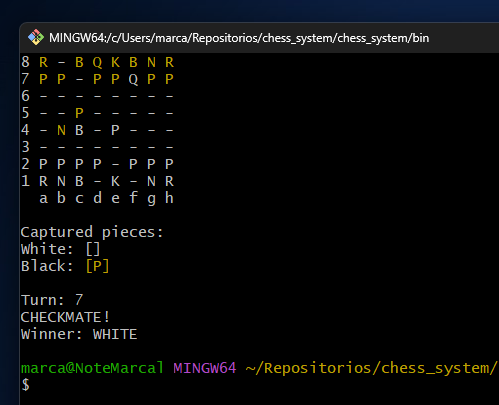 MINGW64:/c/Users/marca/Repositorios/chess_system/chess_system/bin
8 R - B Q K B N R
7 P P - P P Q P P
6 - - - - - - - -
5 - - P - - - - -
4 - N B - P - - -
3 - - - - - - - -
2 P P P P - P P P
1 R N B - K - N R
a b c d e f g h
Captured pieces:
White: []
Black: [P]
Turn: 7
CHECKMATE!
Winner: WHITE
marca@NoteMarcal MINGW64 ~/Repositorios/chess_system/
$